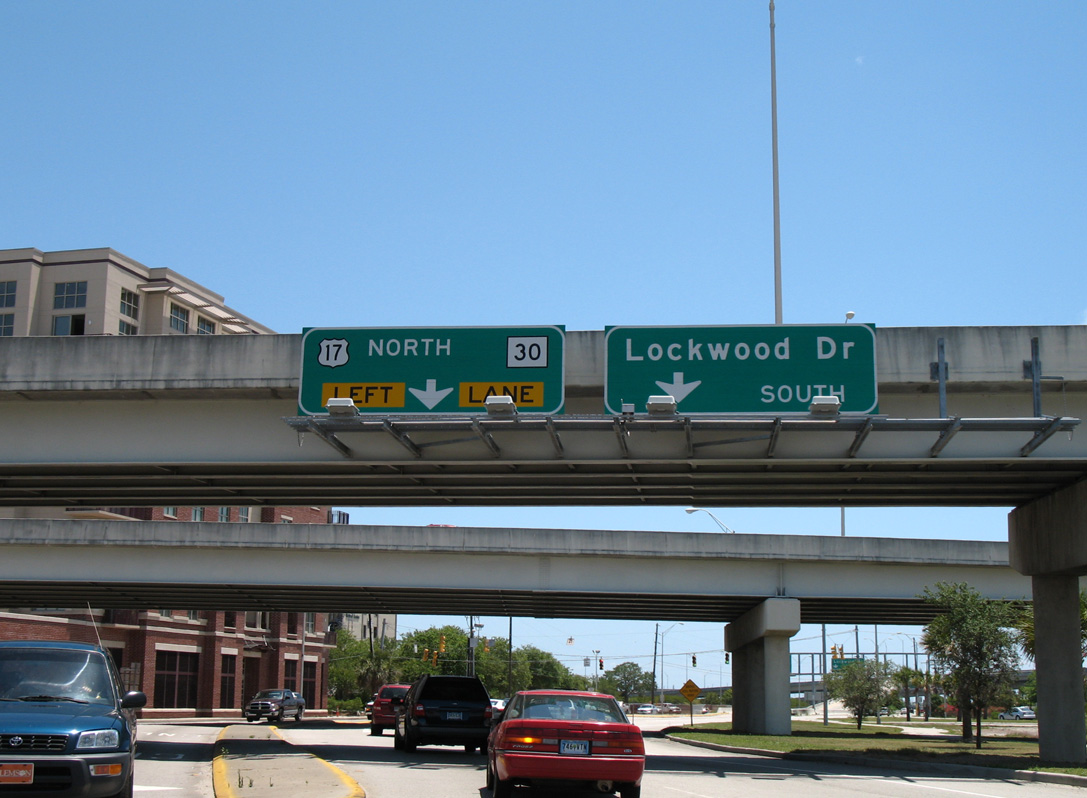 17 NORTH 30
LEFT LANE
Lockwood Dr
SOUTH